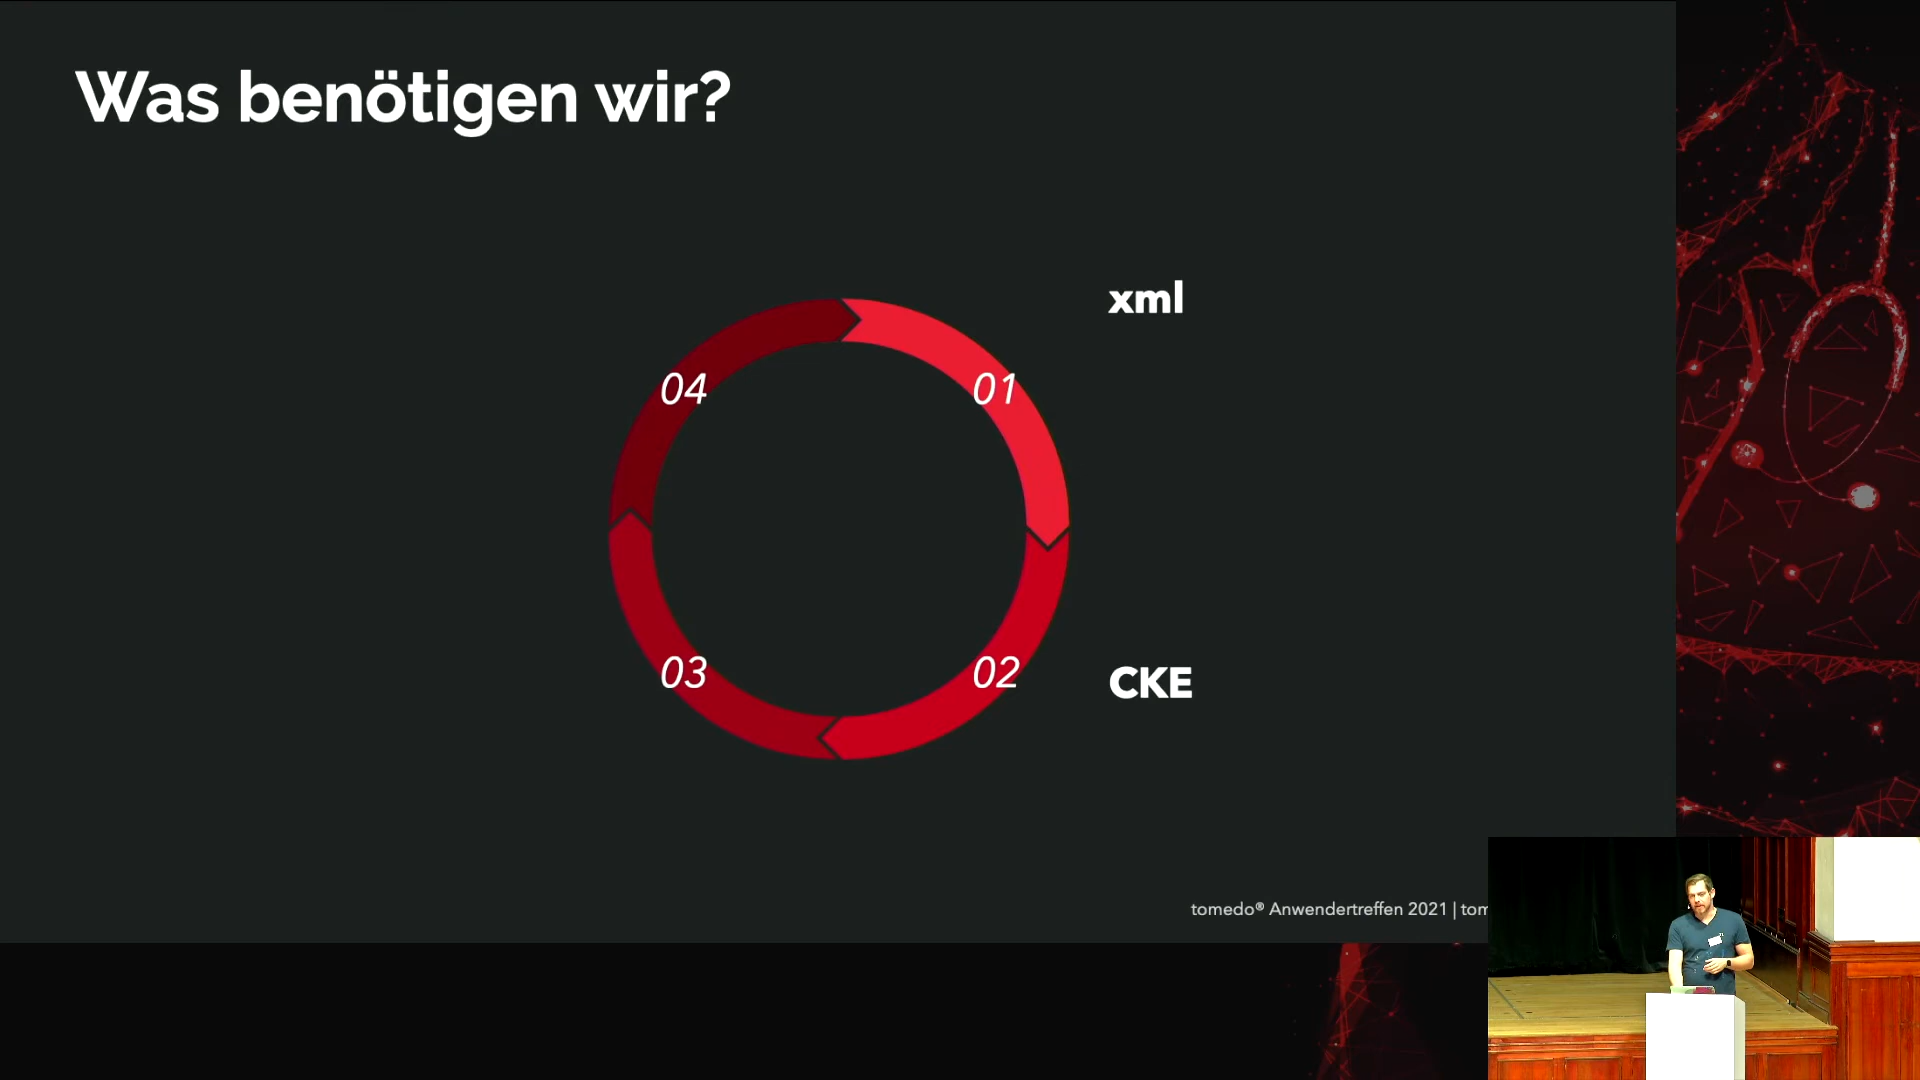 Was benötigen wir?
xml
04
01
03
02
CKE
tomedo® Anwendertreffen 2021 | tom